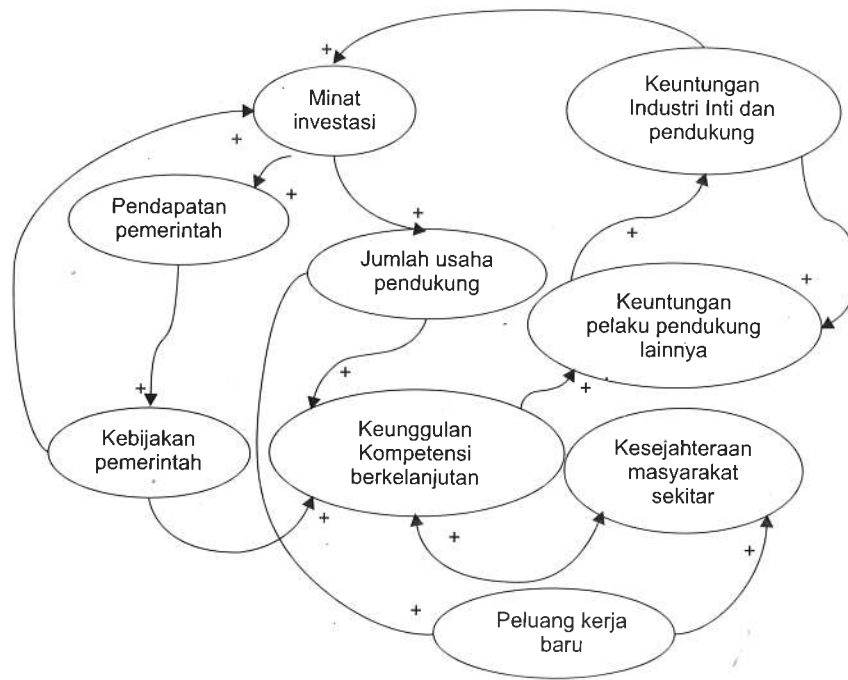 +
Minat
investasi
Keuntungan
Industri Inti dan
pendukung
+
+
Pendapatan
pemerintah
+
+
Jumlah usaha
pendukung
+
Keuntungan
pelaku pendukung
lainnya
+
+
+
Kebijakan
pemerintah
Keunggulan
Kompetensi
berkelanjutan
Kesejahteraan
masyarakat
sekitar
+
+
+
+
Peluang kerja
baru